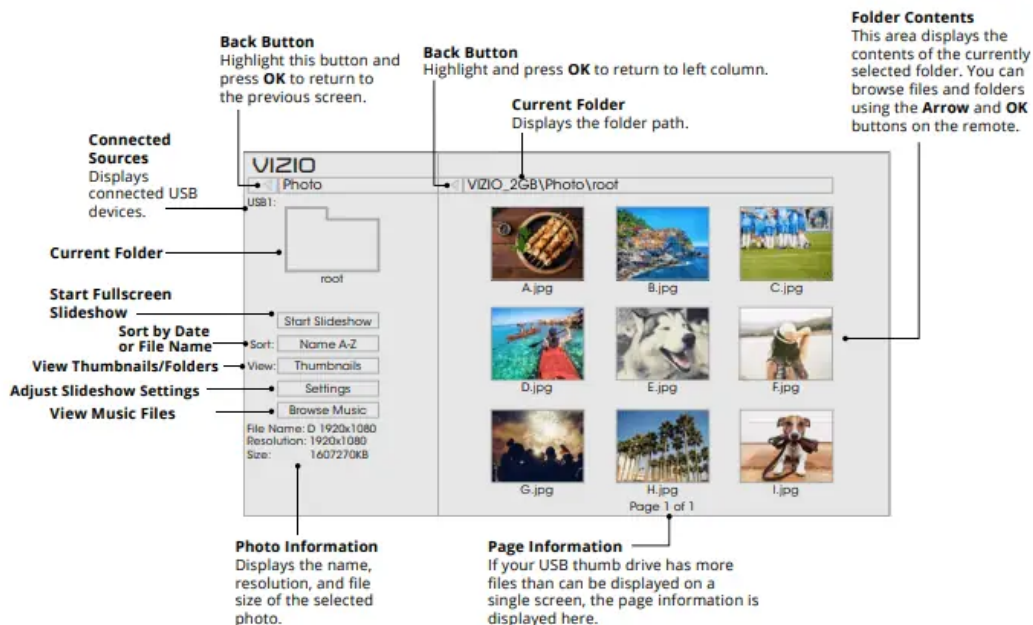 Back Button
Highlight this button and
press OK to return to
the previous screen.
Back Button
Highlight and press OK to return to left column.
Current Folder
Displays the folder path.
Folder Contents
This area displays the
contents of the currently
selected folder. You can
browse files and folders
using the Arrow and OK
buttons on the remote.
Connected
Sources
Displays
connected USB
devices.
Current Folder
Start Fullscreen
Slideshow
Sort by Date
or File Name
View Thumbnails/Folders
Adjust Slideshow Settings
View Music Files
VIZIO
Photo
VIZIO_2GB\Photo\root
USB1:
root
Start Slideshow
Sort: Name A-Z
View: Thumbnails
Settings
Browse Music
File Name: D 1920x1080
Resolution: 1920x1080
Size: 1607270KB
A.jpg
B.jpg
C.jpg
D.jpg
E.jpg
F.jpg
G.jpg
H.jpg
I.jpg
Page 1 of 1
Photo Information
Displays the name,
resolution, and file
size of the selected
photo.
Page Information
If your USB thumb drive has more
files than can be displayed on a
single screen, the page information is
displayed here.